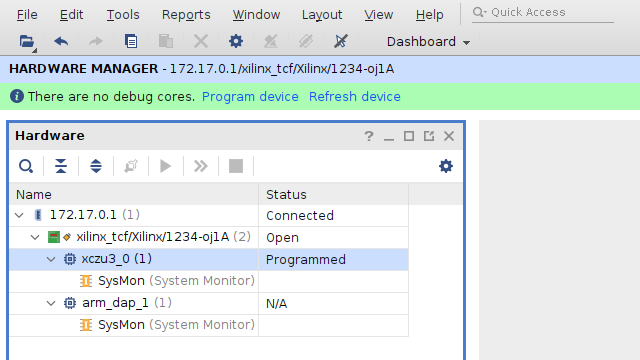 File Edit Tools Reports Window Layout View Help Quick Access
Dashboard
HARDWARE MANAGER - 172.17.0.1/xilinx_tcf/Xilinx/1234-oj1A
There are no debug cores. Program device Refresh device
Hardware
Name Status
172.17.0.1 (1) Connected
xilinx_tcf/Xilinx/1234-oj1A (2) Open
xczu3_0 (1) Programmed
SysMon (System Monitor)
arm_dap_1 (1) N/A
SysMon (System Monitor)